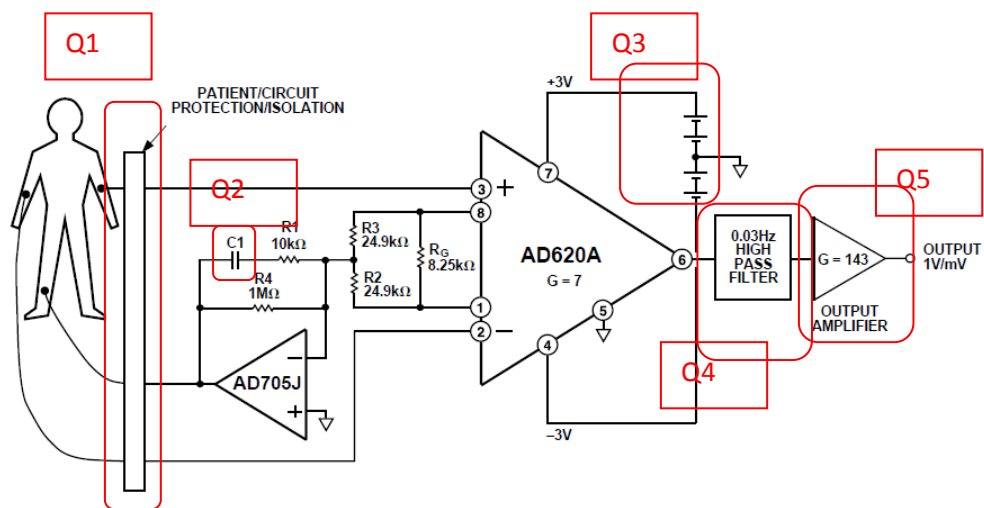 Q1
Q3
PATIENT/CIRCUIT
PROTECTION/ISOLATION
+3V
Q2
Q5
3
+
7
8
C1
R1
10kΩ
R3
24.9kΩ
RG
8.25kΩ
AD620A
G = 7
6
0.03Hz
HIGH
PASS
FILTER
G = 143
OUTPUT
1V/mV
R4
1MΩ
R2
24.9kΩ
1
2
–
5
OUTPUT
AMPLIFIER
4
AD705J
–
+
Q4
–3V